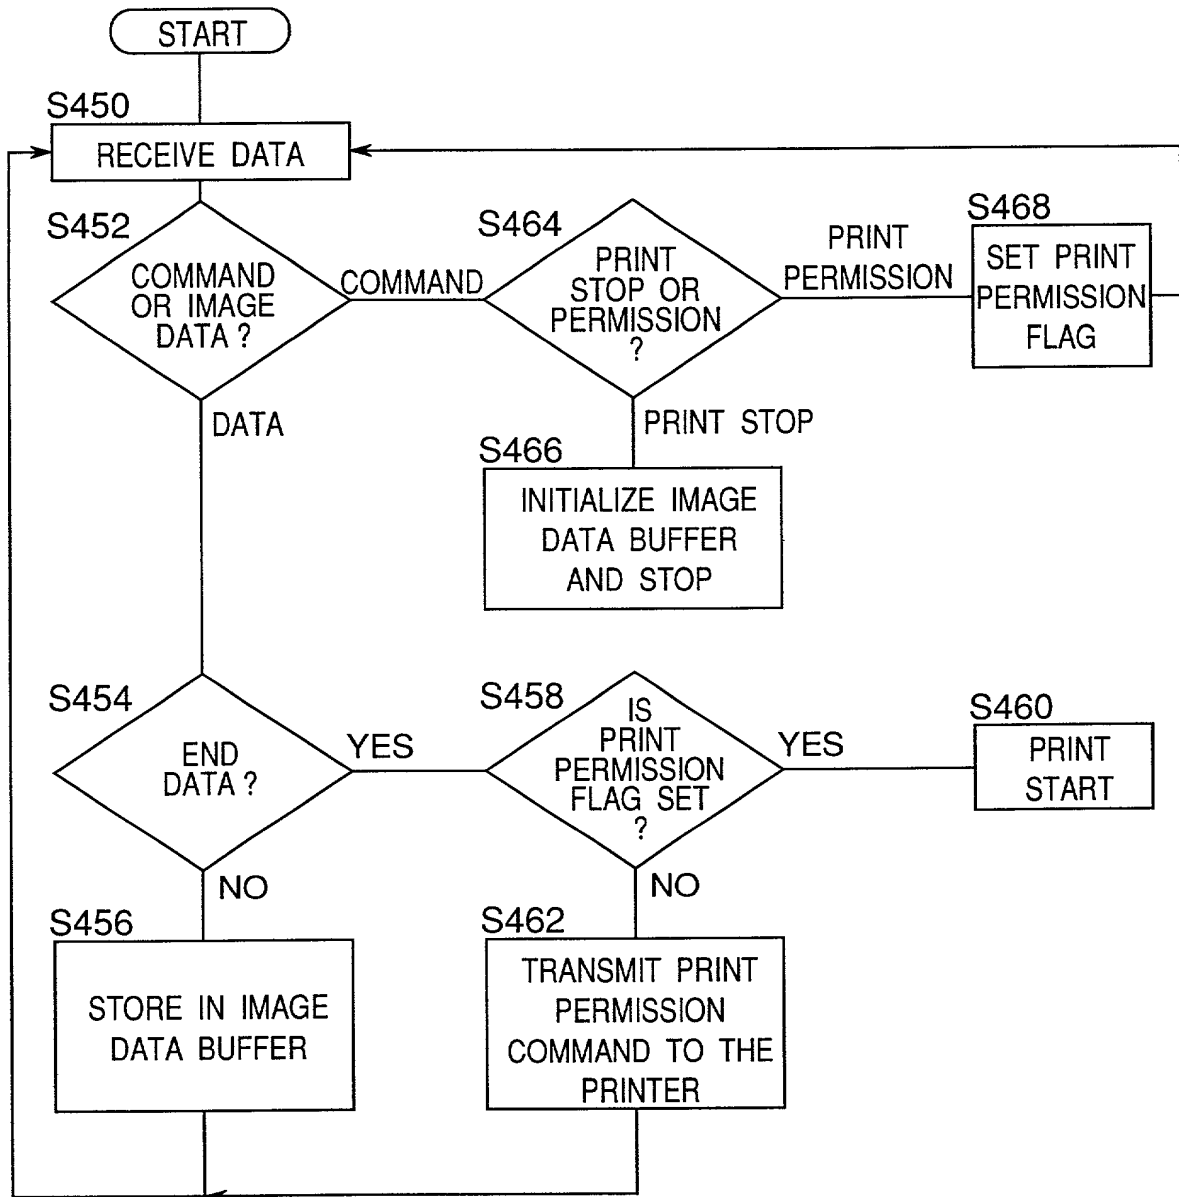 START
S450
RECEIVE DATA
S452
COMMAND
OR IMAGE
DATA ?
COMMAND
DATA
S464
PRINT
STOP OR
PERMISSION
?
PRINT
PERMISSION
S468
SET PRINT
PERMISSION
FLAG
PRINT STOP
S466
INITIALIZE IMAGE
DATA BUFFER
AND STOP
S454
END
DATA ?
YES
NO
S458
IS
PRINT
PERMISSION
FLAG SET
?
YES
S460
PRINT
START
NO
S456
STORE IN IMAGE
DATA BUFFER
S462
TRANSMIT PRINT
PERMISSION
COMMAND TO THE
PRINTER